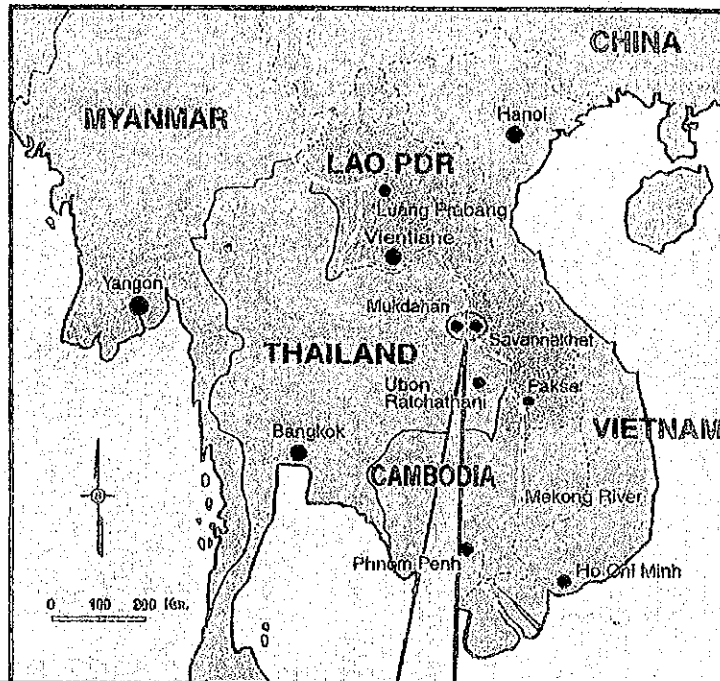 CHINA
MYANMAR
Hanoi
LAO PDR
Luang Prabang
Vientiane
Yangon
Mukdahan
Savannakhet
THAILAND
Ubon
Ratchathani
Pakse
Bangkok
VIETNAM
CAMBODIA
Mekong River
Phnom Penh
Ho Chi Minh
0 100 200 Km.